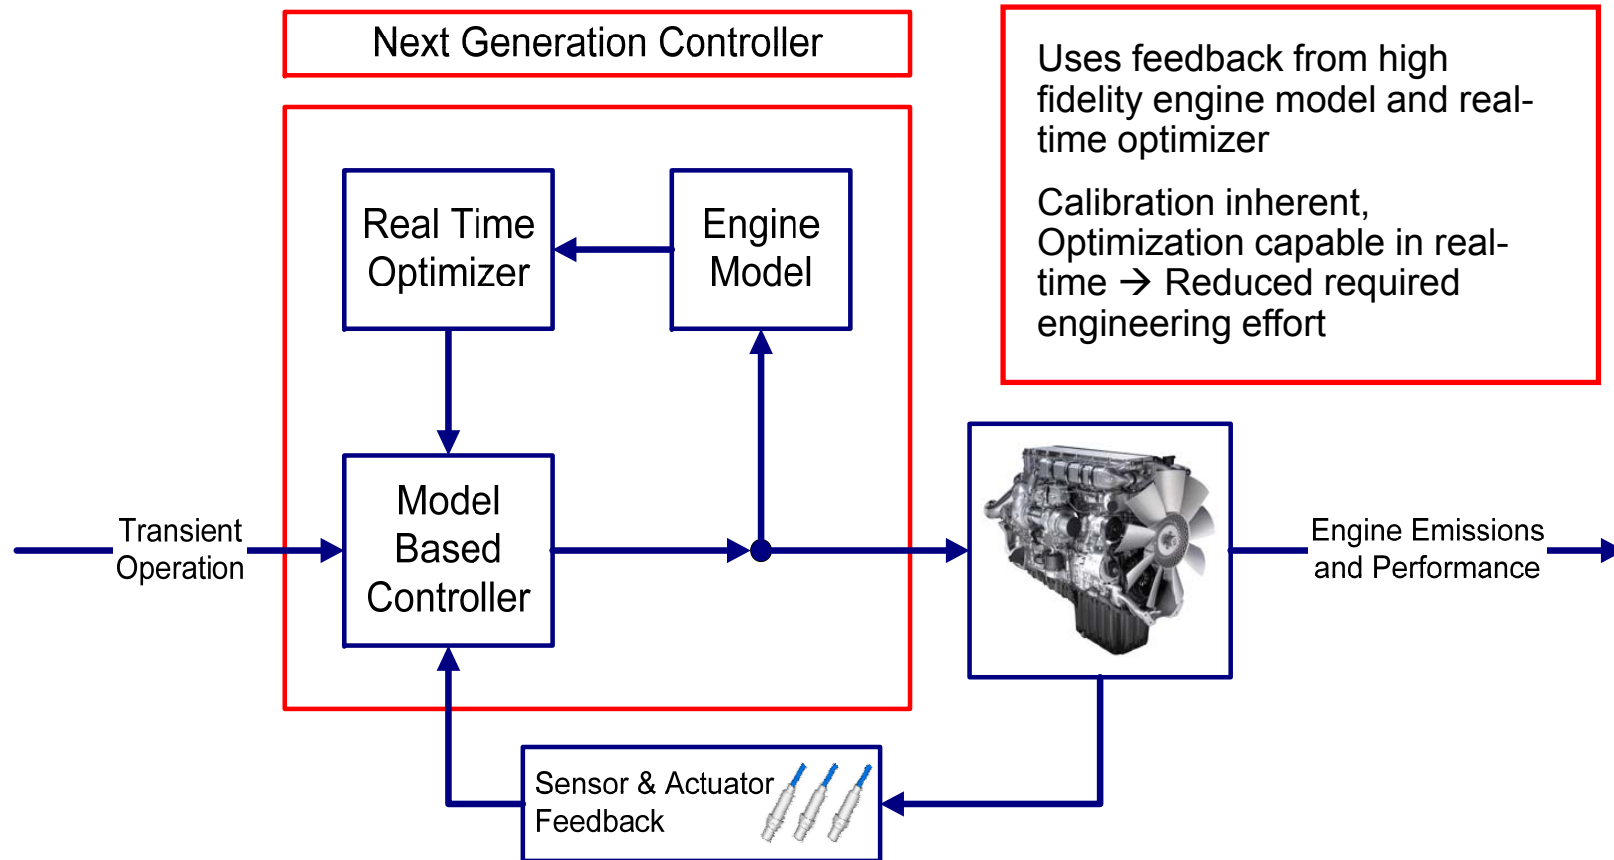 Next Generation Controller
Uses feedback from high
fidelity engine model and real-
time optimizer
Calibration inherent,
Optimization capable in real-
time → Reduced required
engineering effort
Real Time
Optimizer
Engine
Model
Transient
Operation
Model
Based
Controller
Engine Emissions
and Performance
Sensor & Actuator
Feedback